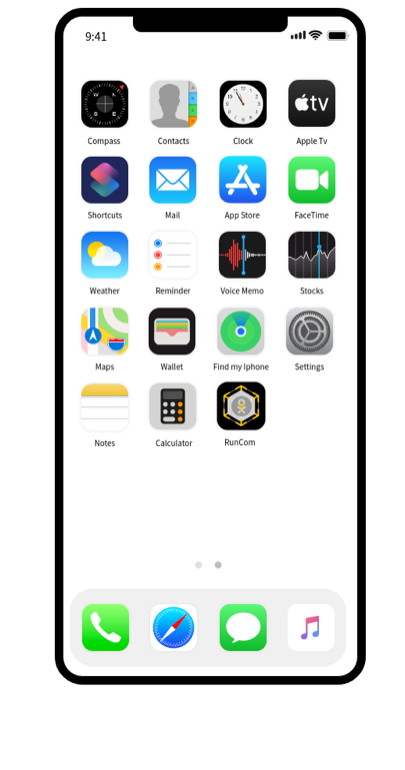 9:41
tv
Compass Contacts Clock Apple Tv
Shortcuts Mail App Store FaceTime
Weather Reminder Voice Memo Stocks
Maps Wallet Find my Iphone Settings
Notes Calculator RunCom